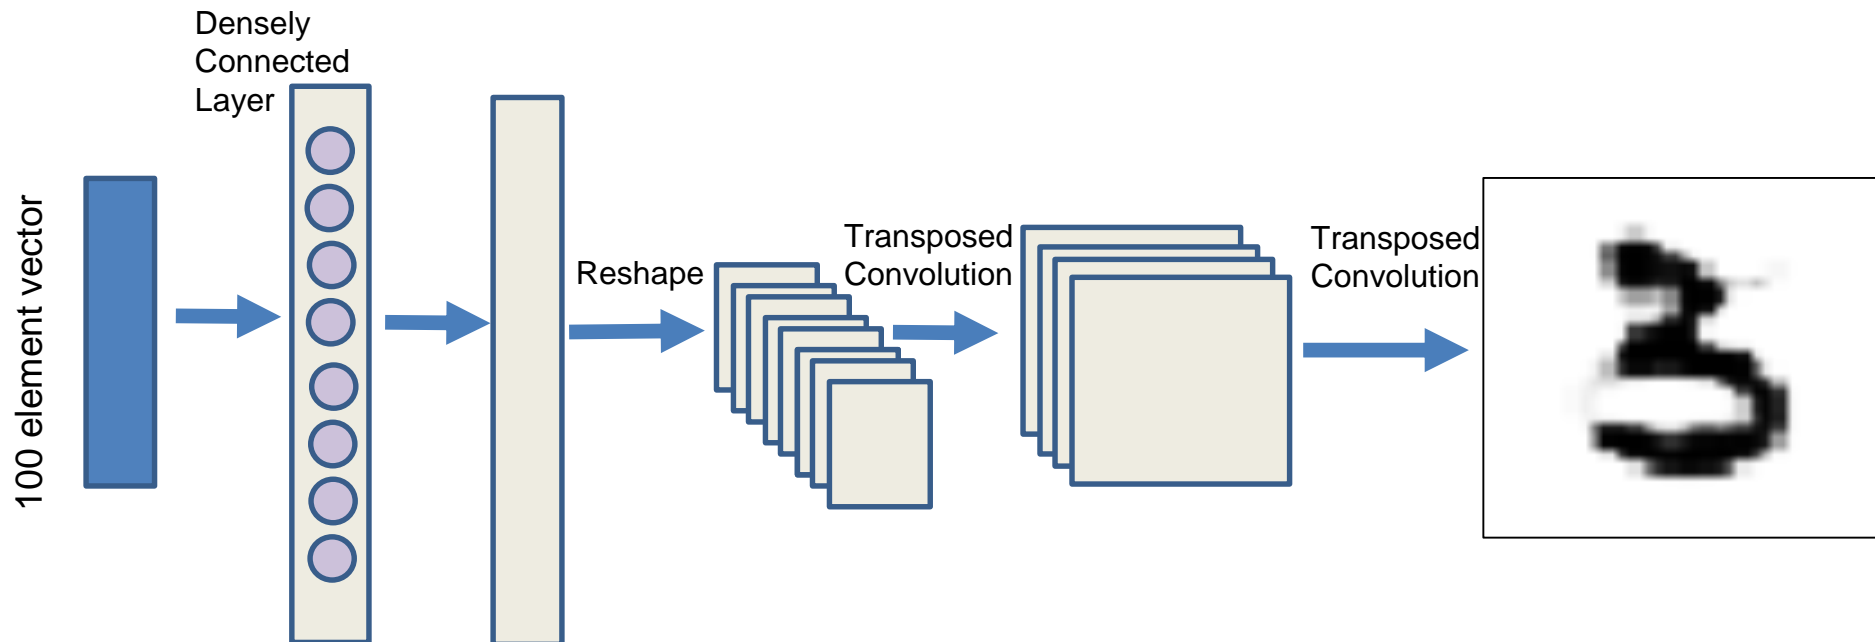 Densely
Connected
Layer
100 element vector
Reshape
Transposed
Convolution
Transposed
Convolution